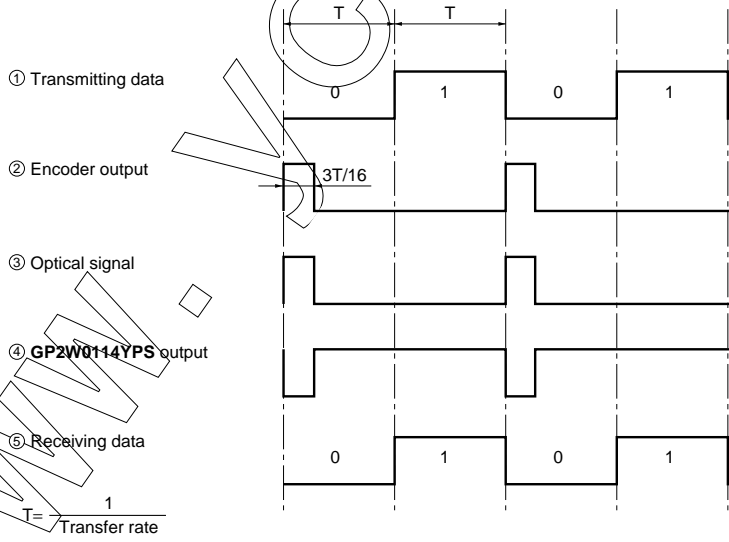 T T
① Transmitting data
0 1 0 1
② Encoder output
3T/16
③ Optical signal
④ GP2W0114YPS output
⑤ Receiving data
0 1 0 1
T= 1
Transfer rate